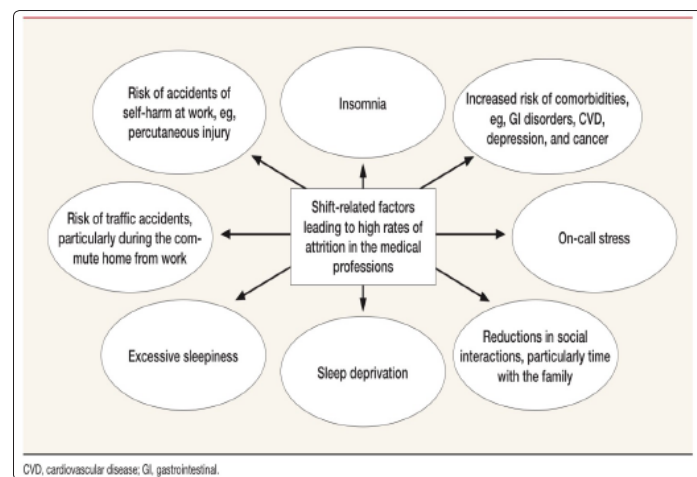 Risk of accidents of
self-harm at work, eg,
percutaneous injury
Insomnia
Increased risk of comorbidities,
eg, GI disorders, CVD,
depression, and cancer
Risk of traffic accidents,
particularly during the com-
mute home from work
Shift-related factors
leading to high rates of
attrition in the medical
professions
On-call stress
Excessive sleepiness
Sleep deprivation
Reductions in social
interactions, particularly time
with the family
CVD, cardiovascular disease; GI, gastrointestinal.